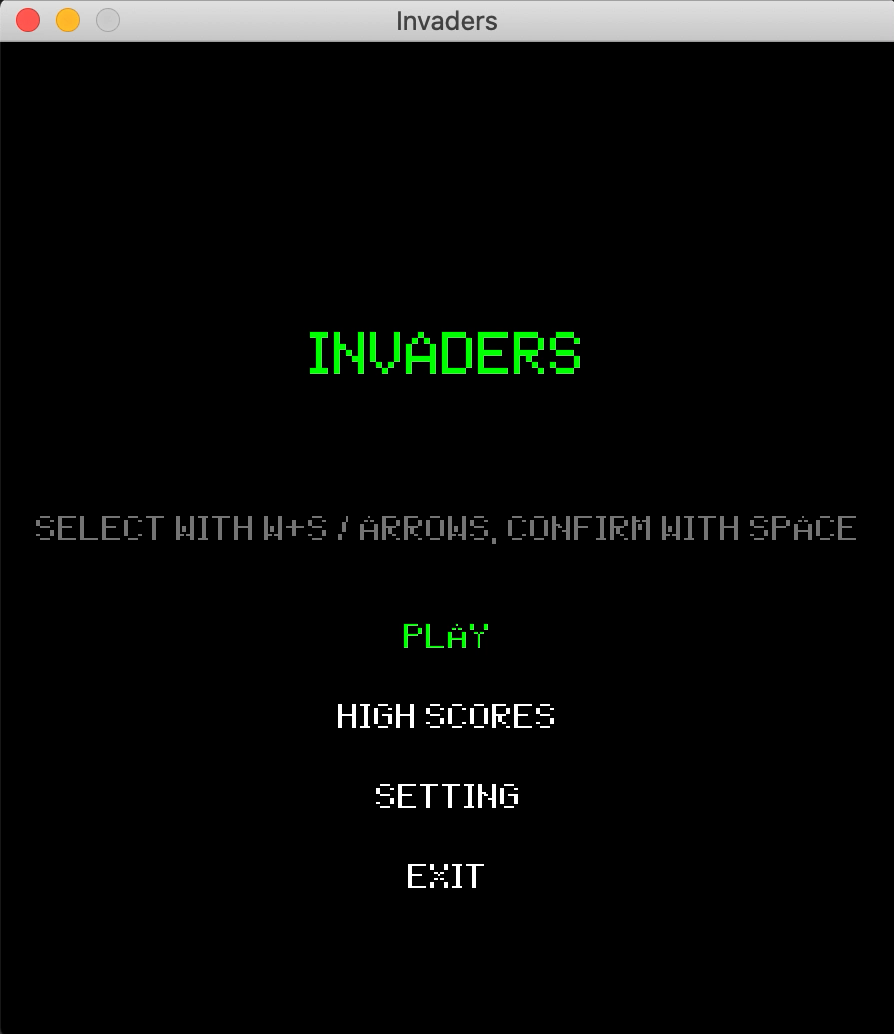 Invaders
INVADERS
SELECT WITH W+S / ARROWS, CONFIRM WITH SPACE
PLAY
HIGH SCORES
SETTING
EXIT